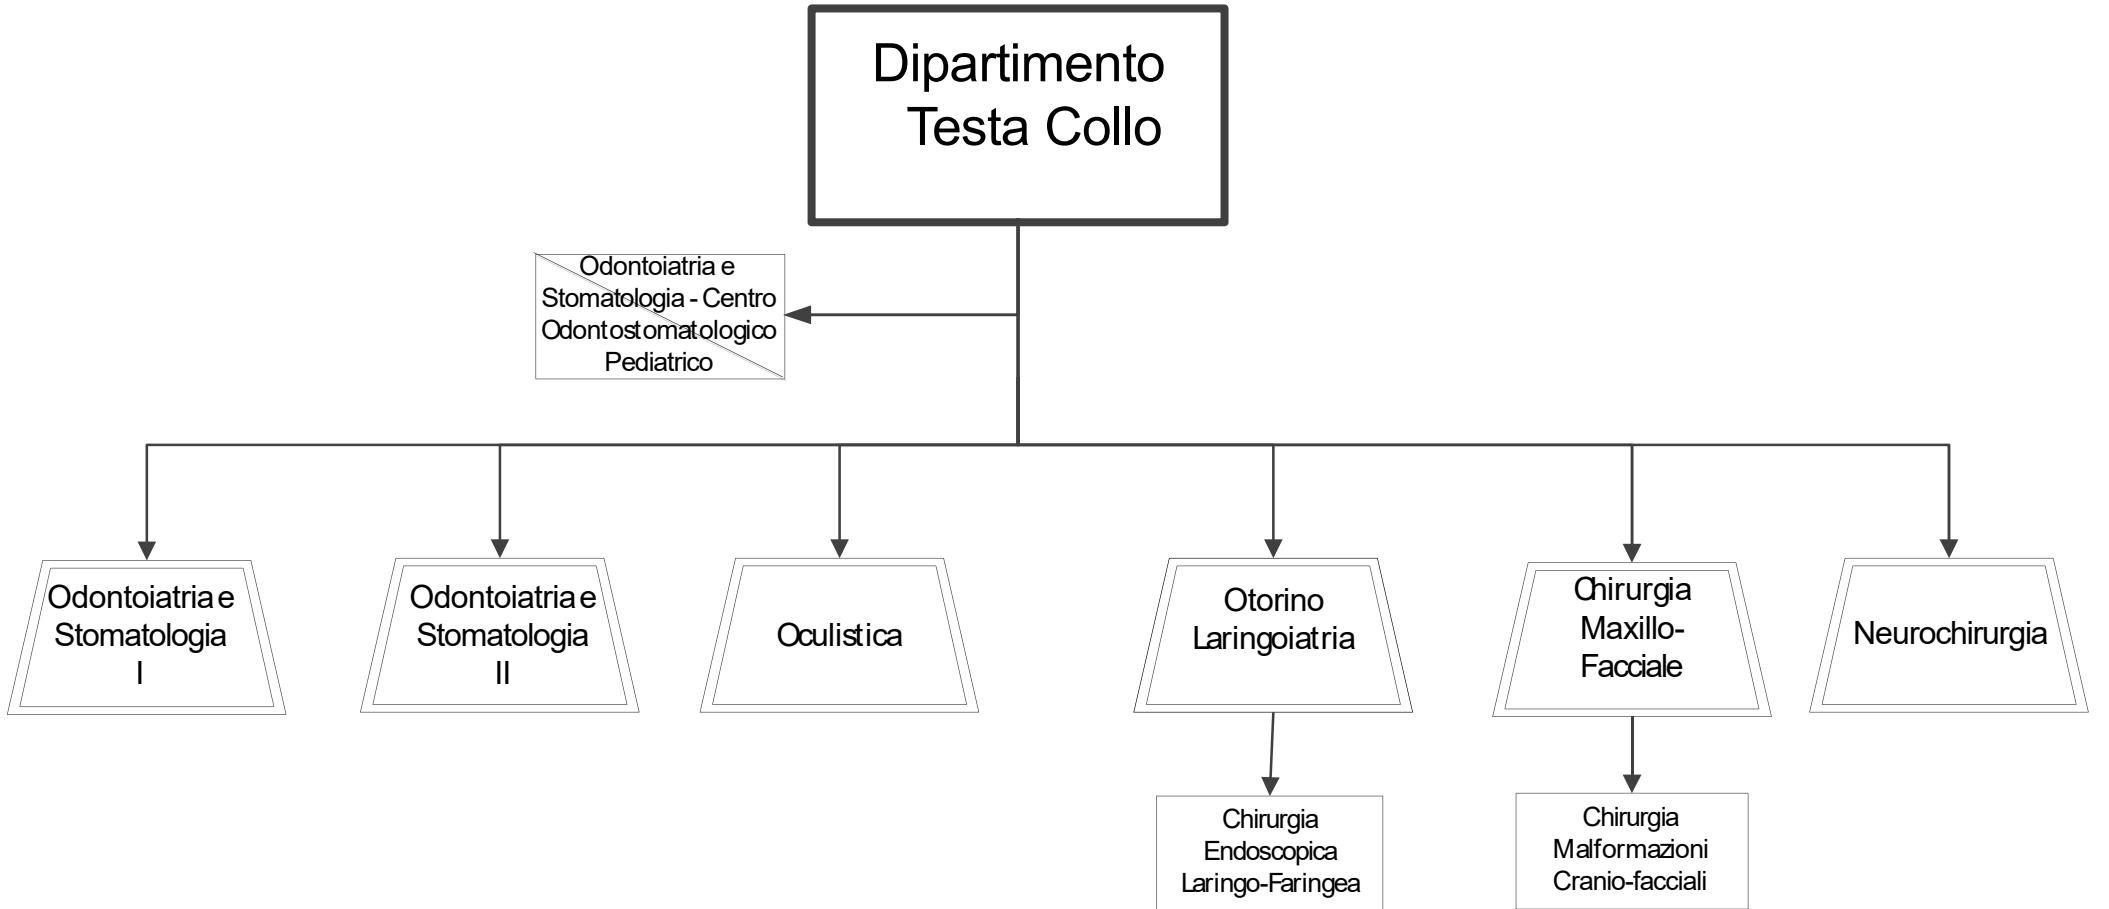 Dipartimento
Testa Collo
Odontoiatria e
Stomatologia - Centro
Odontostomatologico
Pediatrico
Odontoiatria e
Stomatologia
I
Odontoiatria e
Stomatologia
II
Oculistica
Otorino
Laringoiatria
Chirurgia
Maxillo-
Facciale
Neurochirurgia
Chirurgia
Endoscopica
Laringo-Faringea
Chirurgia
Malformazioni
Cranio-facciali